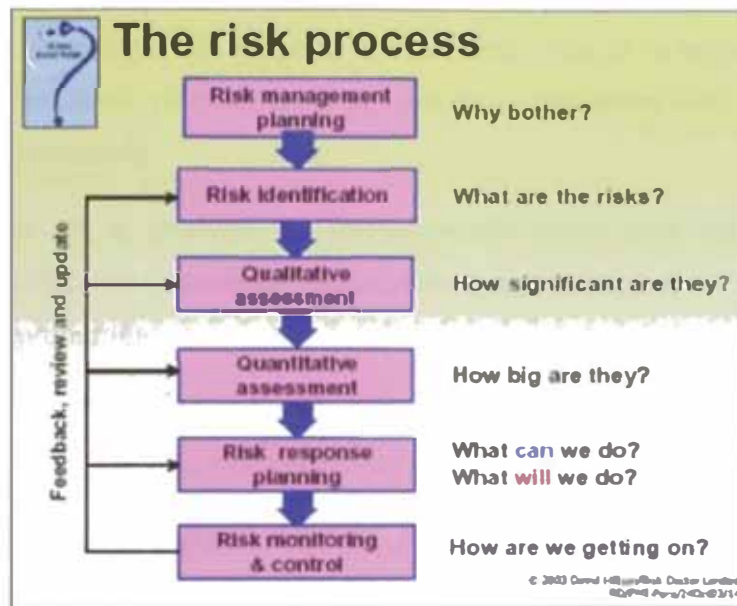 The risk process
Risk management
planning
Why bother?
Risk identification
What are the risks?
Qualitative
assessment
How significant are they?
Quantitative
assessment
How big are they?
Risk response
planning
What can we do?
What will we do?
Risk monitoring
& control
How are we getting on?
Feedback, review and update
© 2003